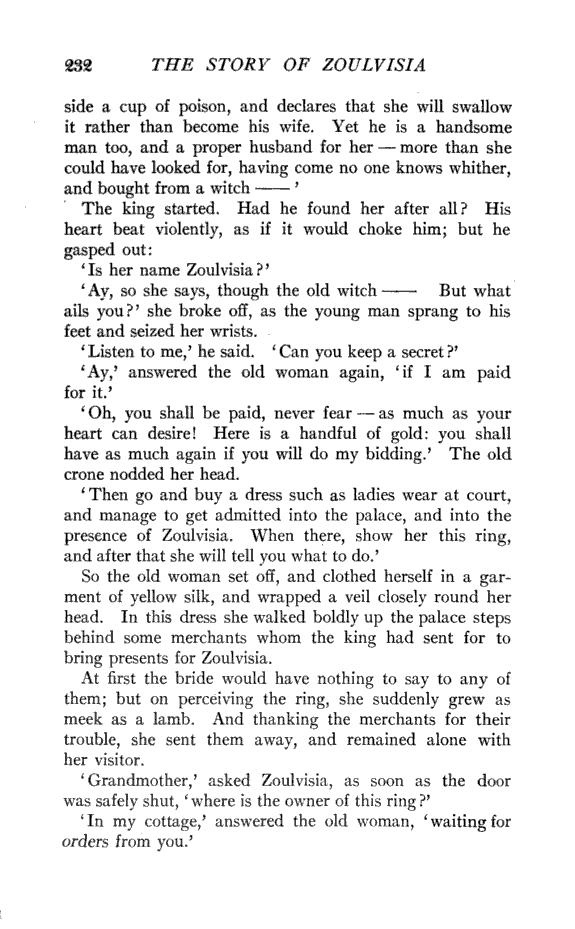 232 THE STORY OF ZOULVISIA
side a cup of poison, and declares that she will swallow
it rather than become his wife. Yet he is a handsome
man too, and a proper husband for her — more than she
could have looked for, having come no one knows whither,
and bought from a witch —— ’
The king started. Had he found her after all? His
heart beat violently, as if it would choke him; but he
gasped out:
‘Is her name Zoulvisia?’
‘Ay, so she says, though the old witch —— But what
ails you?’ she broke off, as the young man sprang to his
feet and seized her wrists.
‘Listen to me,’ he said. ‘Can you keep a secret?’
‘Ay,’ answered the old woman again, ‘if I am paid
for it.’
‘Oh, you shall be paid, never fear — as much as your
heart can desire! Here is a handful of gold: you shall
have as much again if you will do my bidding.’ The old
crone nodded her head.
‘Then go and buy a dress such as ladies wear at court,
and manage to get admitted into the palace, and into the
presence of Zoulvisia. When there, show her this ring,
and after that she will tell you what to do.’
So the old woman set off, and clothed herself in a gar-
ment of yellow silk, and wrapped a veil closely round her
head. In this dress she walked boldly up the palace steps
behind some merchants whom the king had sent for to
bring presents for Zoulvisia.
At first the bride would have nothing to say to any of
them; but on perceiving the ring, she suddenly grew as
meek as a lamb. And thanking the merchants for their
trouble, she sent them away, and remained alone with
her visitor.
‘Grandmother,’ asked Zoulvisia, as soon as the door
was safely shut, ‘where is the owner of this ring?’
‘In my cottage,’ answered the old woman, ‘waiting for
orders from you.’